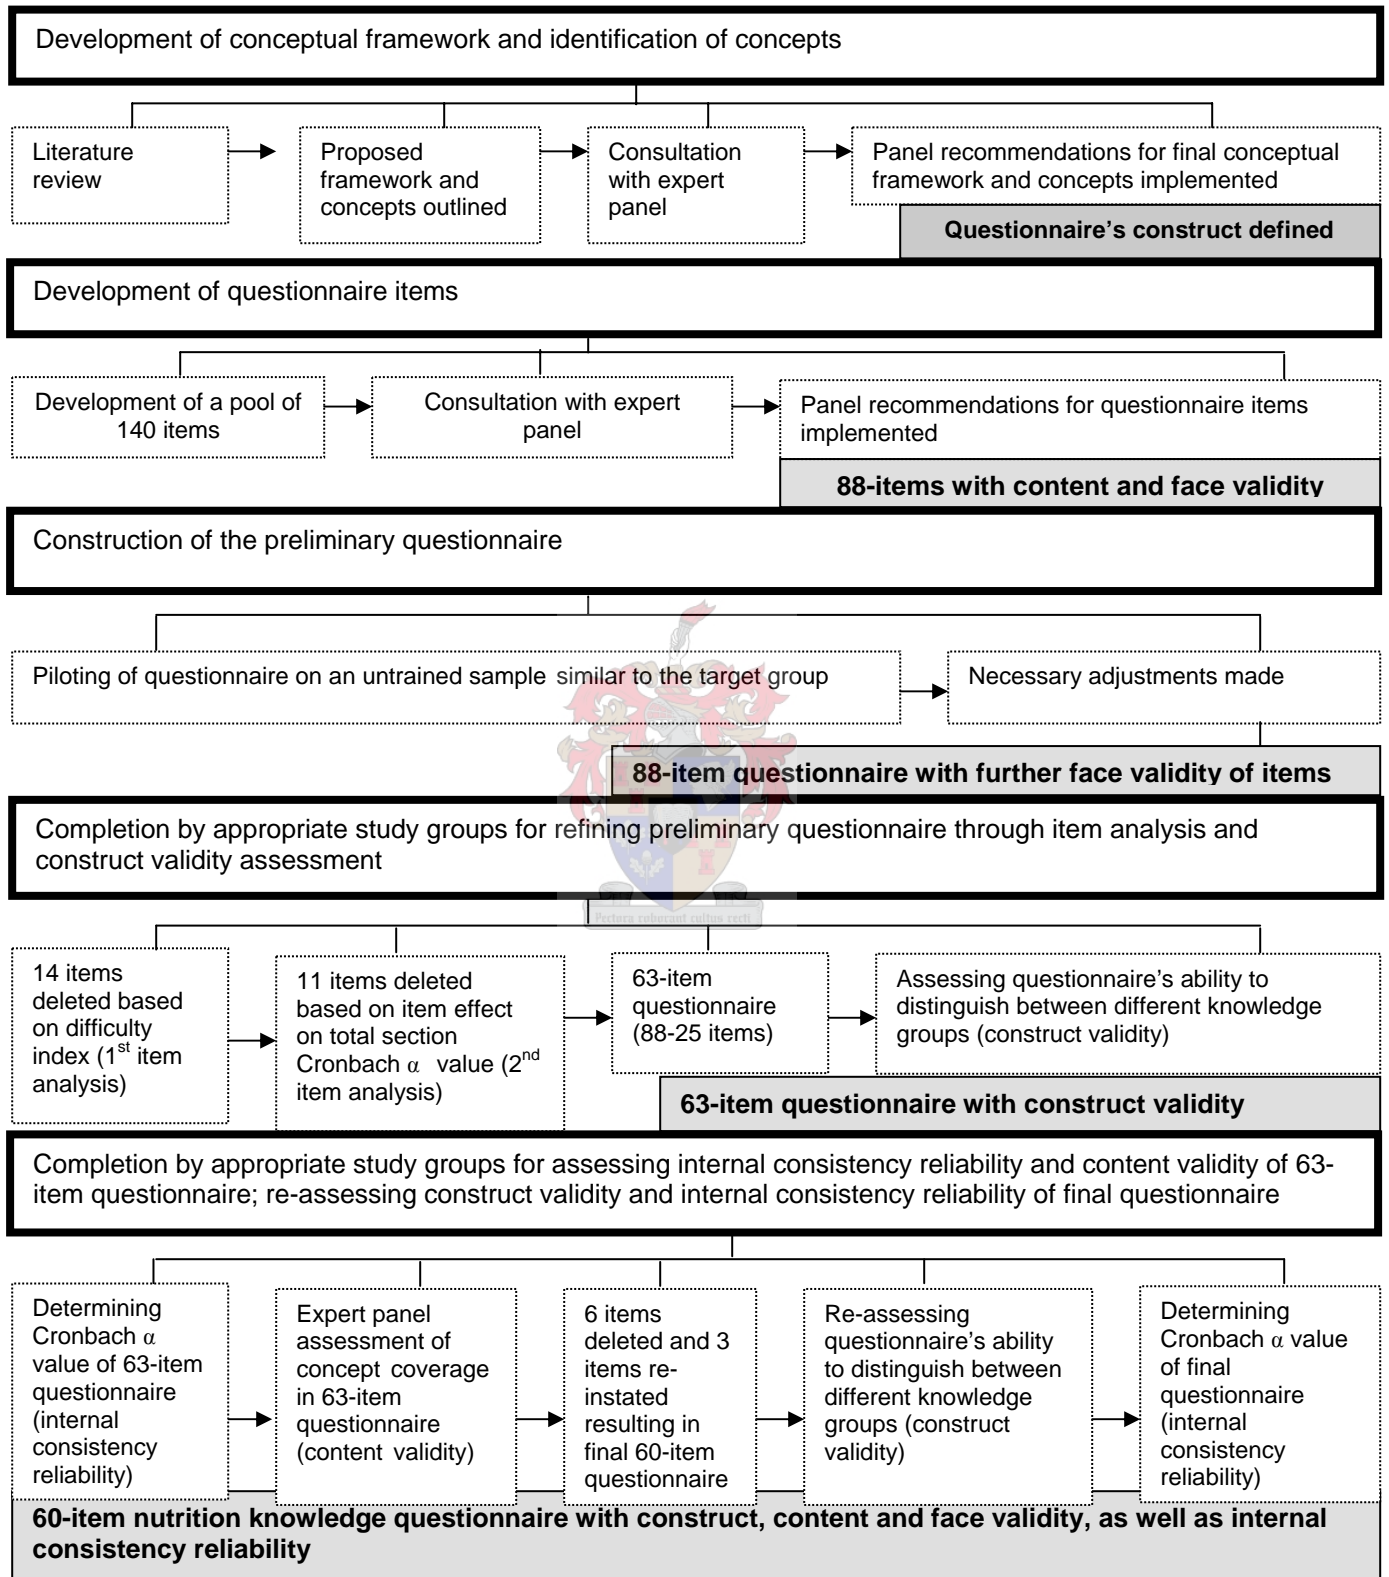 Development of conceptual framework and identification of concepts
Literature
review
Proposed
framework and
concepts outlined
Consultation
with expert
panel
Panel recommendations for final conceptual
framework and concepts implemented
Questionnaire’s construct defined
Development of questionnaire items
Development of a pool of
140 items
Consultation with expert
panel
Panel recommendations for questionnaire items
implemented
88-items with content and face validity
Construction of the preliminary questionnaire
Piloting of questionnaire on an untrained sample similar to the target group
Necessary adjustments made
88-item questionnaire with further face validity of items
Completion by appropriate study groups for refining preliminary questionnaire through item analysis and
construct validity assessment
Pectora roborant cultus recti
14 items
deleted based
on difficulty
index (1st item
analysis)
11 items deleted
based on item effect
on total section
Cronbach α value (2nd
item analysis)
63-item
questionnaire
(88-25 items)
Assessing questionnaire’s ability to
distinguish between different knowledge
groups (construct validity)
63-item questionnaire with construct validity
Completion by appropriate study groups for assessing internal consistency reliability and content validity of 63-
item questionnaire; re-assessing construct validity and internal consistency reliability of final questionnaire
Determining
Cronbach α
value of 63-item
questionnaire
(internal
consistency
reliability)
Expert panel
assessment of
concept coverage
in 63-item
questionnaire
(content validity)
6 items
deleted and 3
items re-
instated
resulting in
final 60-item
questionnaire
Re-assessing
questionnaire’s ability
to distinguish between
different knowledge
groups (construct
validity)
Determining
Cronbach α value
of final
questionnaire
(internal
consistency
reliability)
60-item nutrition knowledge questionnaire with construct, content and face validity, as well as internal
consistency reliability